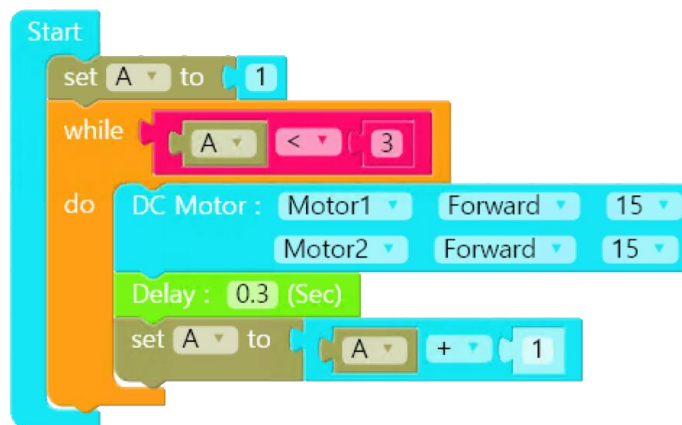 Start
set A to 1
while A < 3
do DC Motor : Motor1 Forward 15
Motor2 Forward 15
Delay : 0.3 (Sec)
set A to A + 1